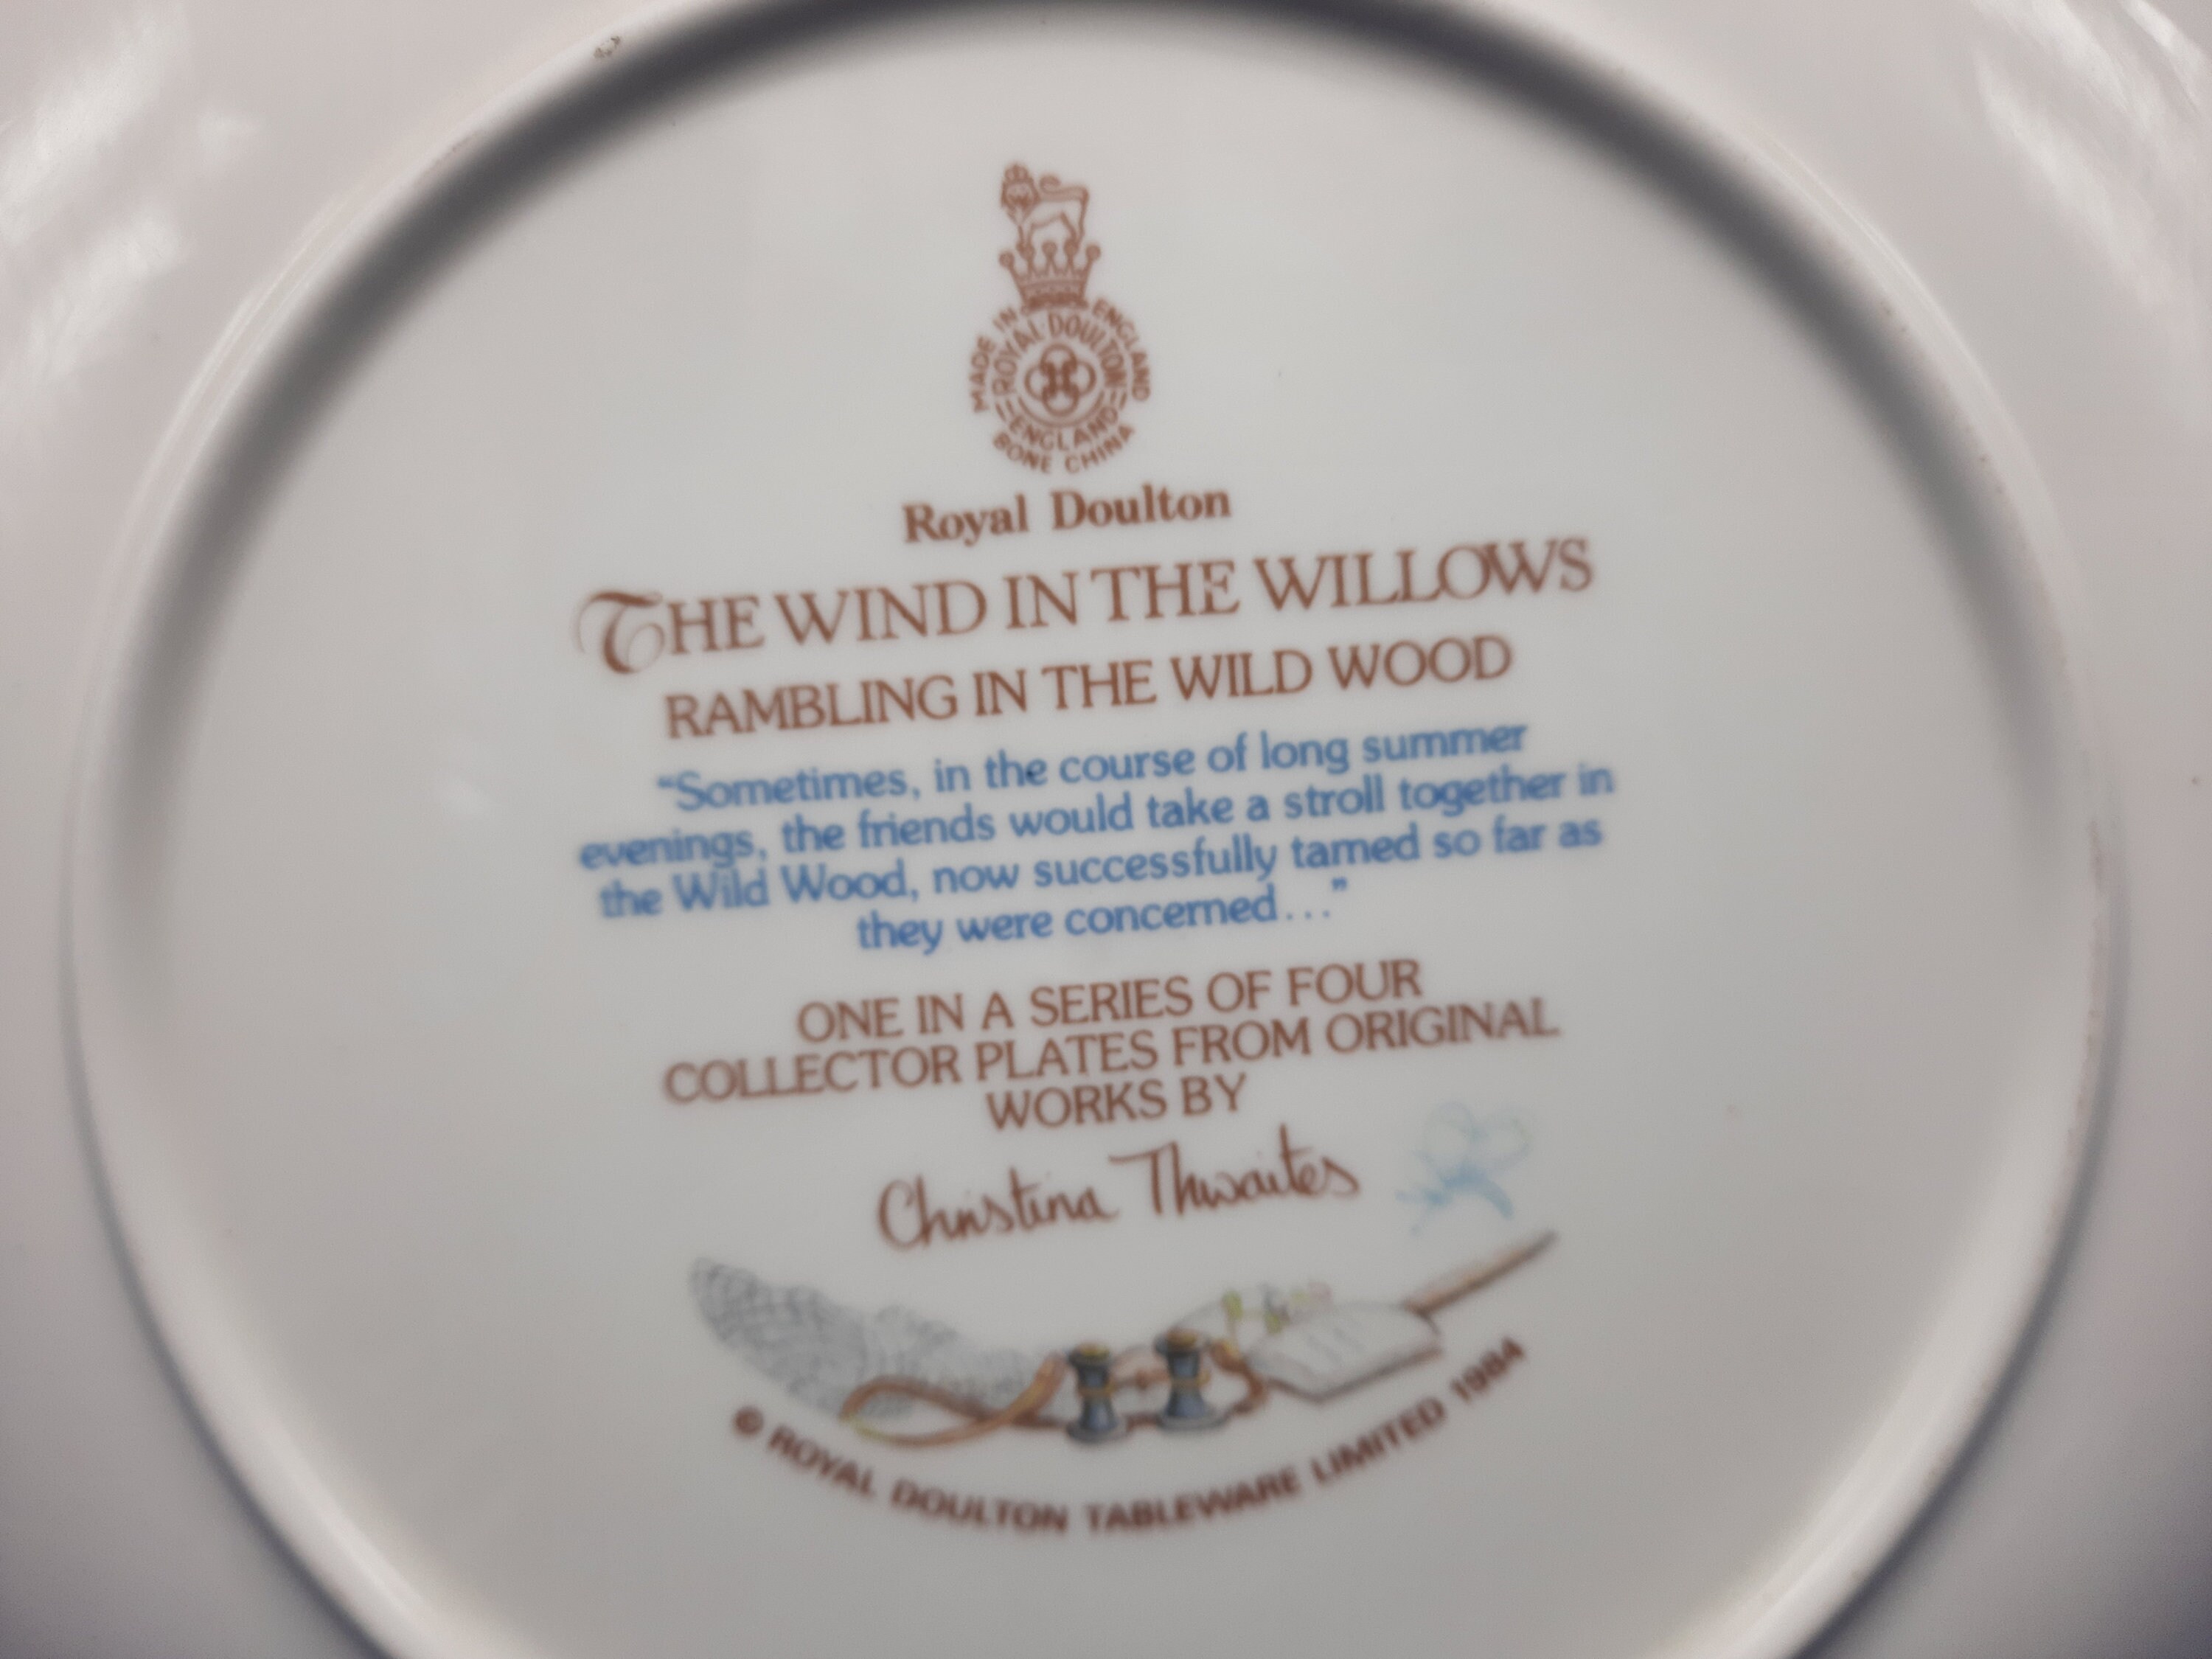 MADE IN ENGLAND
ROYAL·DOULTON
ENGLAND
BONE CHINA
Royal Doulton
THE WIND IN THE WILLOWS
RAMBLING IN THE WILD WOOD
“Sometimes, in the course of long summer
evenings, the friends would take a stroll together in
the Wild Wood, now successfully tamed so far as
they were concerned...”
ONE IN A SERIES OF FOUR
COLLECTOR PLATES FROM ORIGINAL
WORKS BY
Christina Thwaites
© ROYAL DOULTON TABLEWARE LIMITED 1984